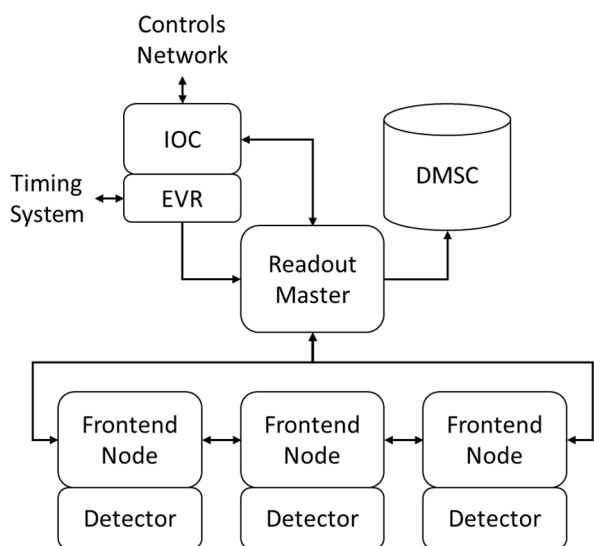 Controls
Network
IOC
EVR
Timing
System
DMSC
Readout
Master
Frontend
Node
Frontend
Node
Frontend
Node
Detector
Detector
Detector